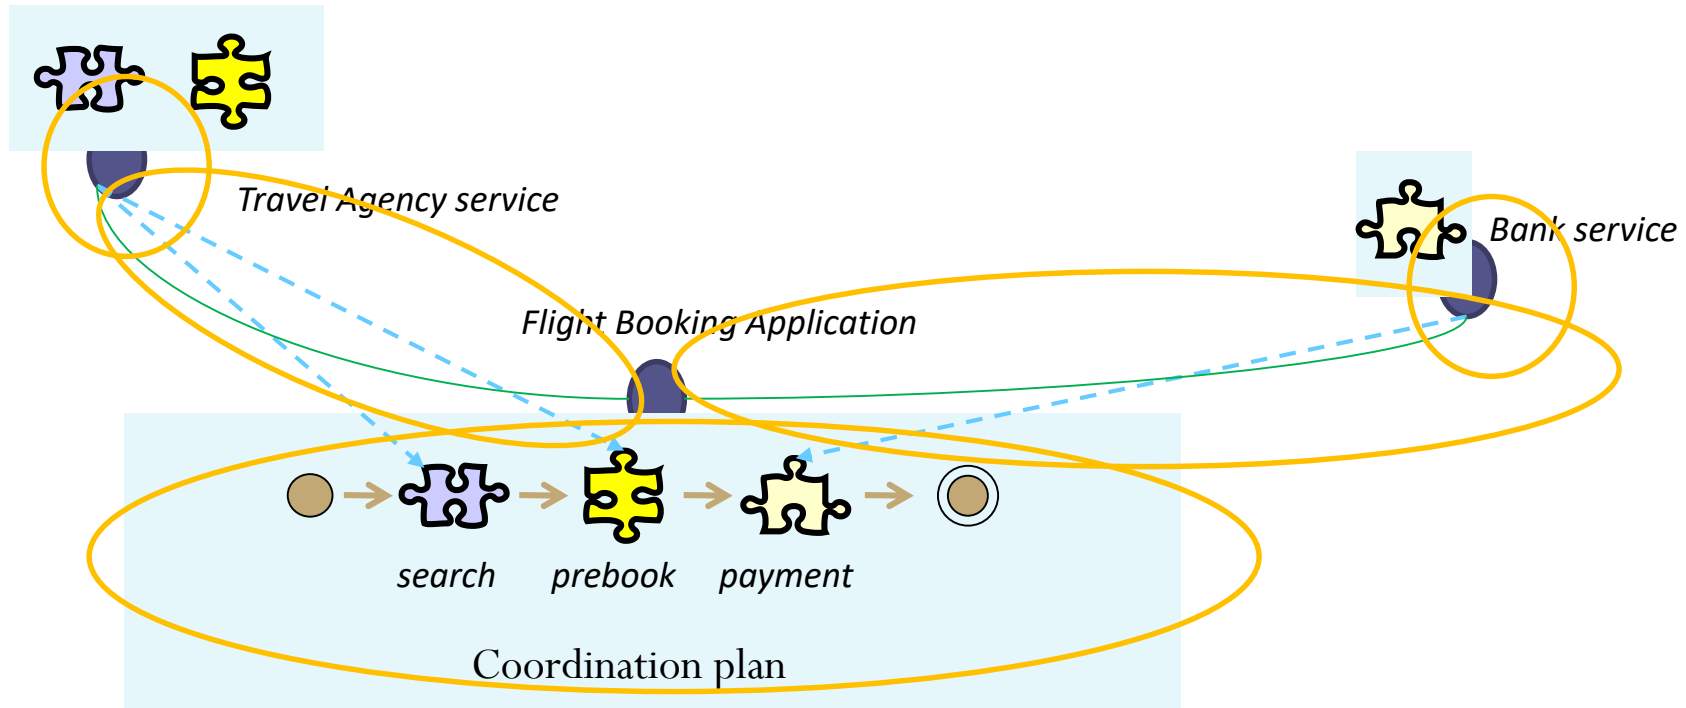 Travel Agency service
Bank service
Flight Booking Application
search
prebook
payment
Coordination plan